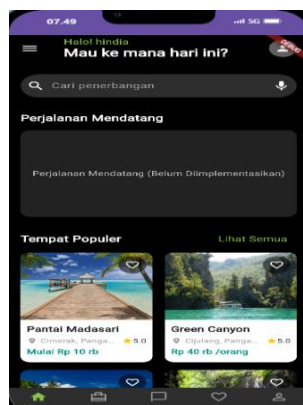 07.49
5G
DEBUG
Halo! hindia
Mau ke mana hari ini?
Cari penerbangan
Perjalanan Mendatang
Perjalanan Mendatang (Belum Diimplementasikan)
Tempat Populer
Lihat Semua
Pantai Madasari
Cimerak, Panga...
5.0
Mulai Rp 10 rb
Green Canyon
Cijulang, Panga...
5.0
Rp 40 rb /orang